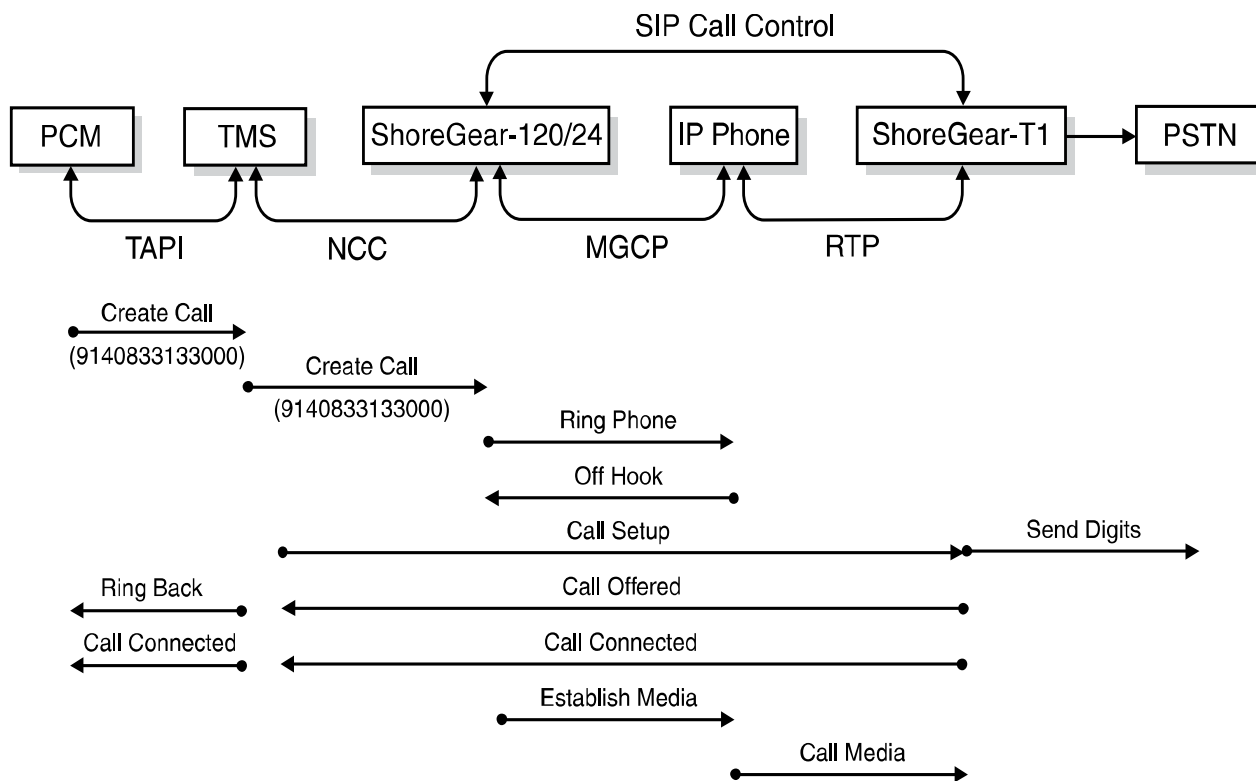 SIP Call Control
PCM
TMS
ShoreGear-120/24
IP Phone
ShoreGear-T1
PSTN
TAPI
NCC
MGCP
RTP
Create Call
(9140833133000)
Create Call
(9140833133000)
Ring Phone
Off Hook
Call Setup
Send Digits
Ring Back
Call Offered
Call Connected
Call Connected
Establish Media
Call Media